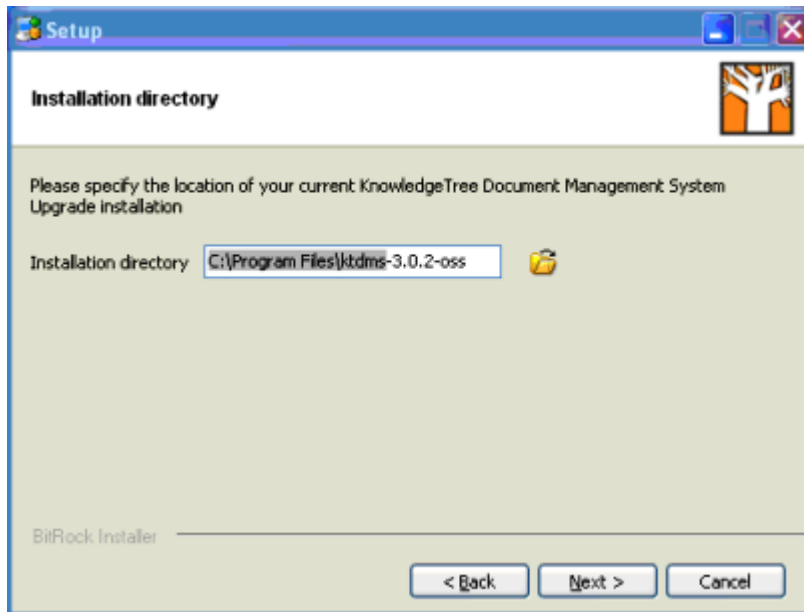 Setup
Installation directory
Please specify the location of your current KnowledgeTree Document Management System
Upgrade installation
Installation directory C:\Program Files\ktdms-3.0.2-oss
BitRock Installer
< Back Next > Cancel